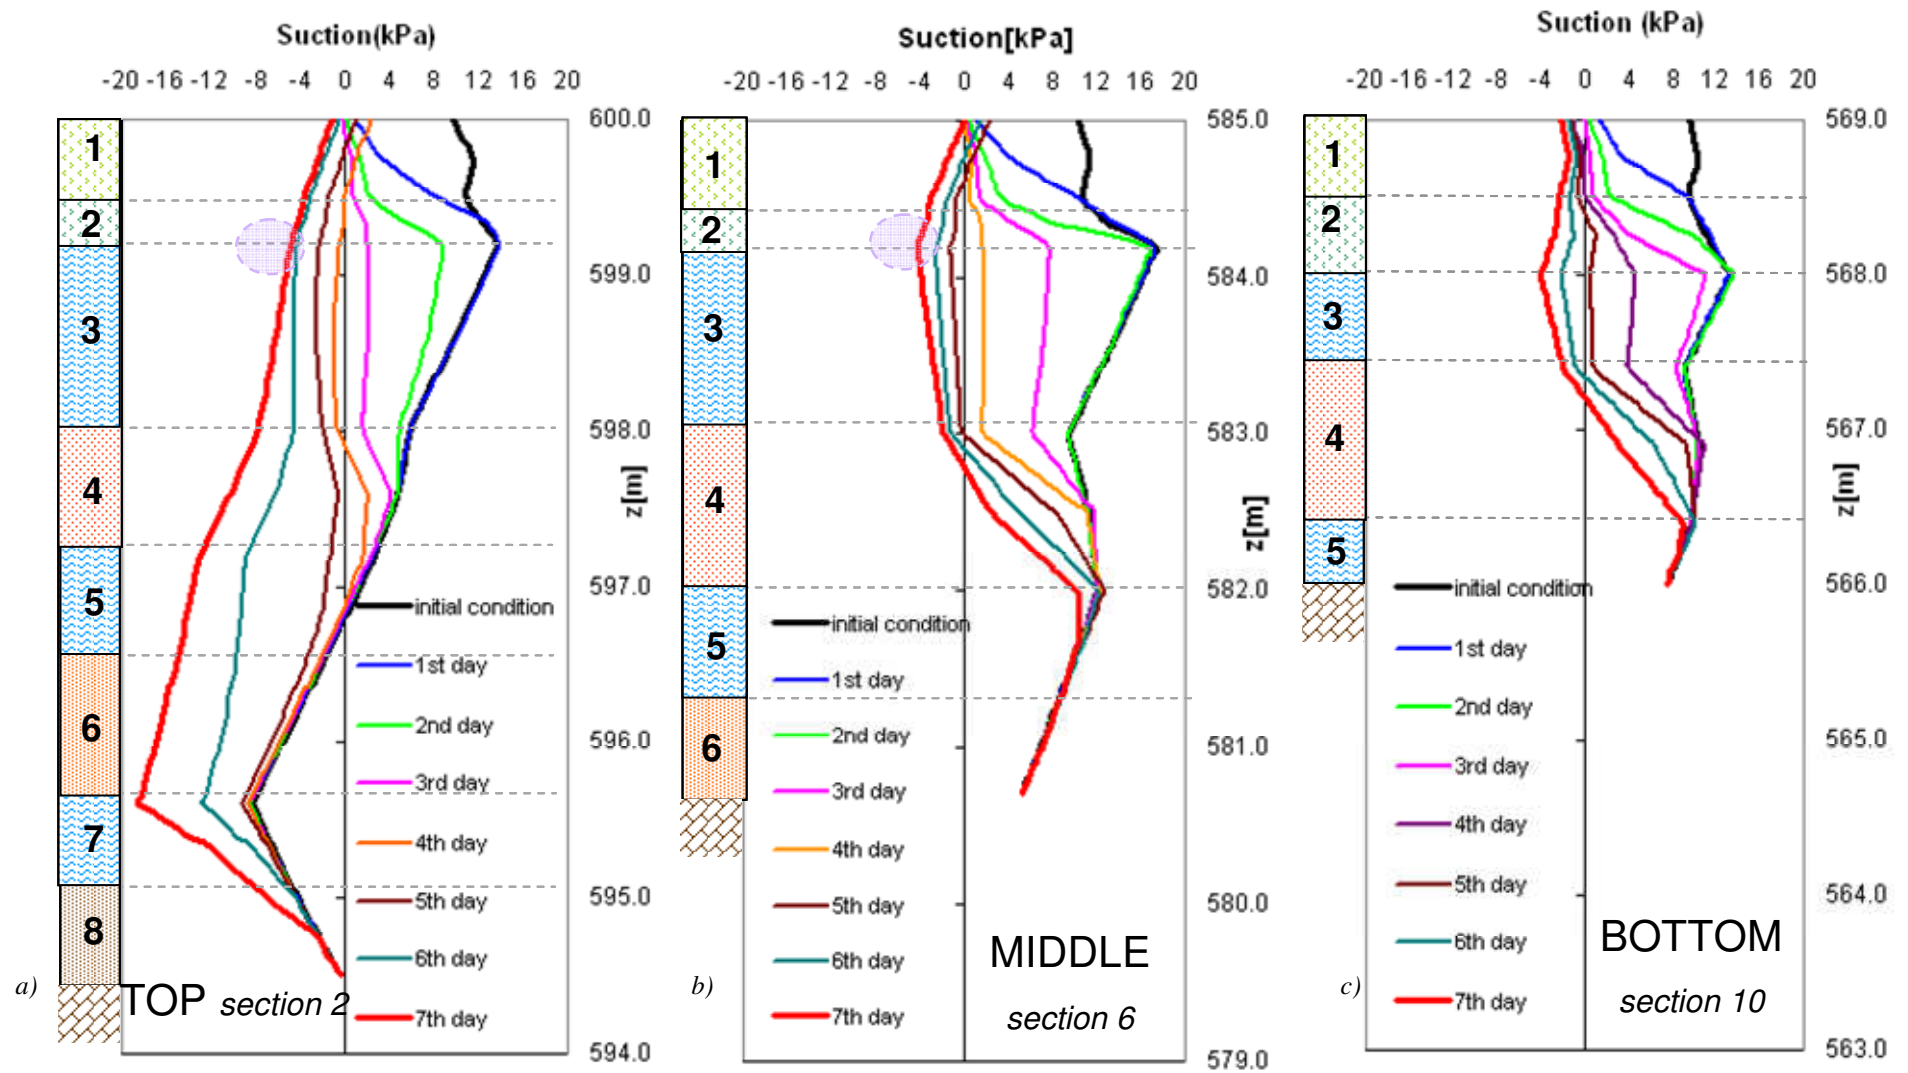 Suction(kPa)
-20 -16 -12 -8 -4 0 4 8 12 16 20
600.0
599.0
598.0
597.0
596.0
595.0
594.0
z[m]
1
2
3
4
5
6
7
8
initial condition
1st day
2nd day
3rd day
4th day
5th day
6th day
7th day
a)
TOP section 2
Suction[kPa]
-20 -16 -12 -8 -4 0 4 8 12 16 20
585.0
584.0
583.0
582.0
581.0
580.0
579.0
z[m]
1
2
3
4
5
6
initial condition
1st day
2nd day
3rd day
4th day
5th day
6th day
7th day
b)
MIDDLE
section 6
Suction (kPa)
-20 -16 -12 -8 -4 0 4 8 12 16 20
569.0
568.0
567.0
566.0
565.0
564.0
563.0
z[m]
1
2
3
4
5
initial condition
1st day
2nd day
3rd day
4th day
5th day
6th day
7th day
c)
BOTTOM
section 10